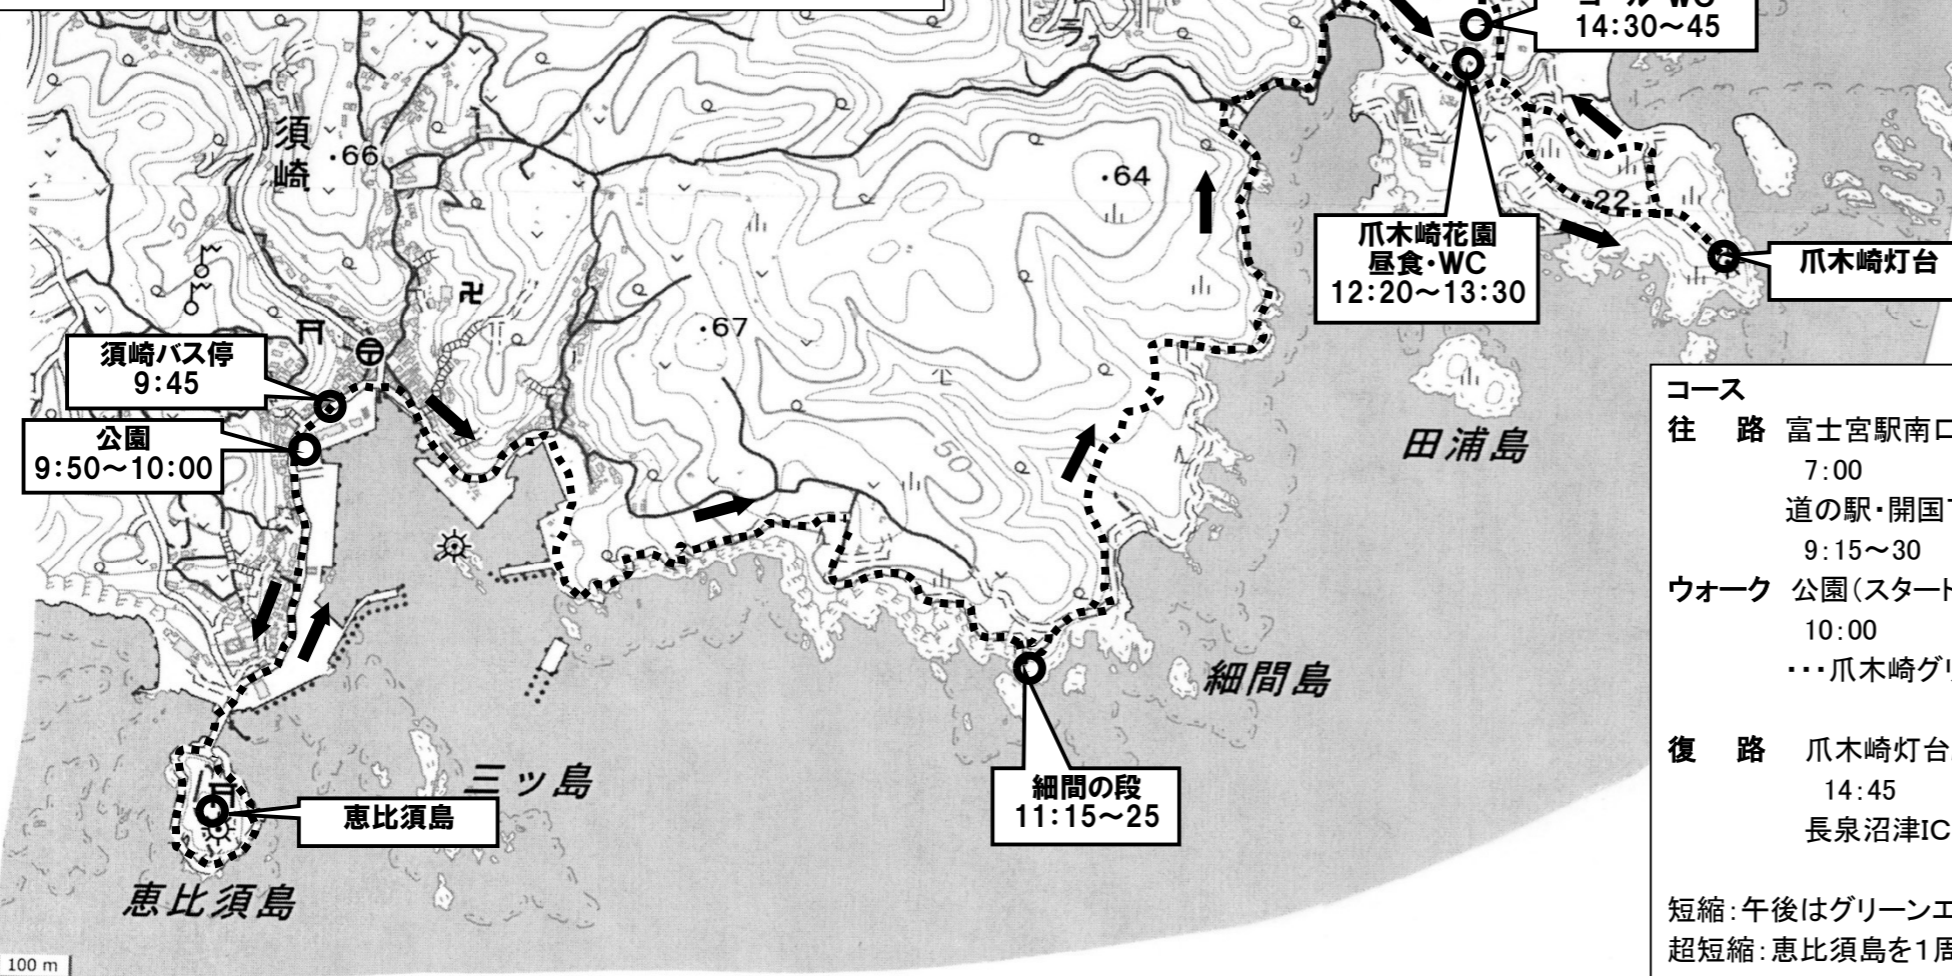 ゴール・WC
14:30～45
ラ
須崎
・66
50
・64
22
爪木崎花園
昼食・WC
12:20～13:30
爪木崎灯台
須崎バス停
9:45
公園
9:50～10:00
・67
50
田浦島
細間島
細間の段
11:15～25
三ッ島
恵比須島
恵比須島
100 m
コース
往 路 富士宮駅南口
7:00
道の駅・開国
9:15～30
ウォーク 公園(スタート
10:00
・・・爪木崎グリ
復 路 爪木崎灯台
14:45
長泉沼津IC
短縮:午後はグリーンエ
超短縮:恵比須島を1周